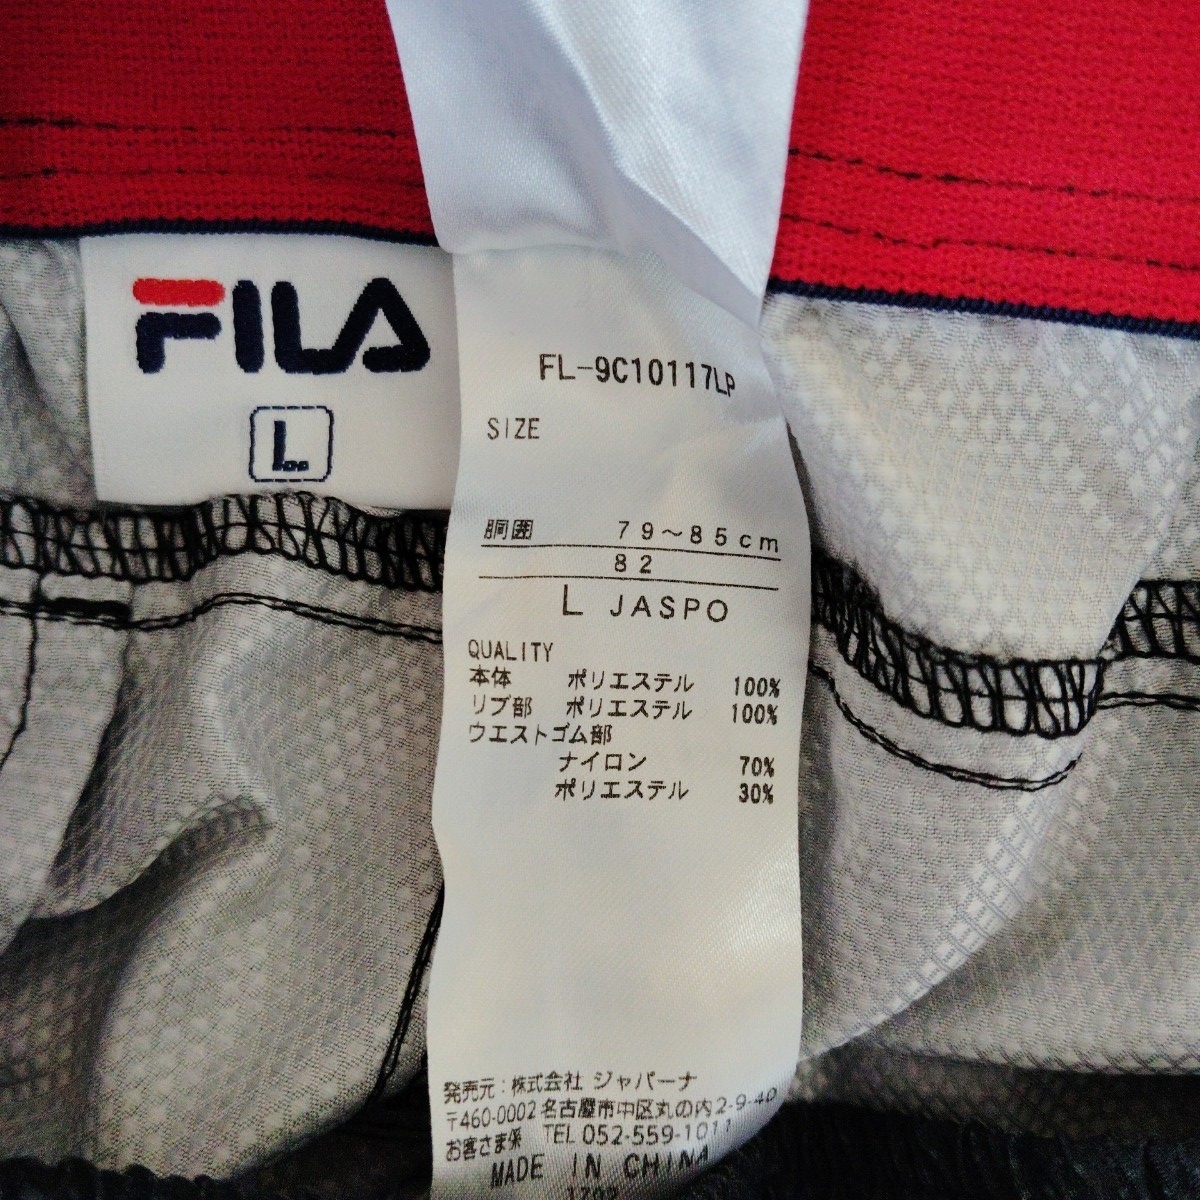 FILA
L
FL-9C10117LP
SIZE
胴囲 79～85cm
82
L JASPO
QUALITY
本体 ポリエステル 100%
リブ部 ポリエステル 100%
ウエストゴム部
ナイロン 70%
ポリエステル 30%
発売元：株式会社 ジャパーナ
〒460-0002 名古屋市中区丸の内2-9-40
お客さま係 TEL 052-559-1011
MADE IN CHINA